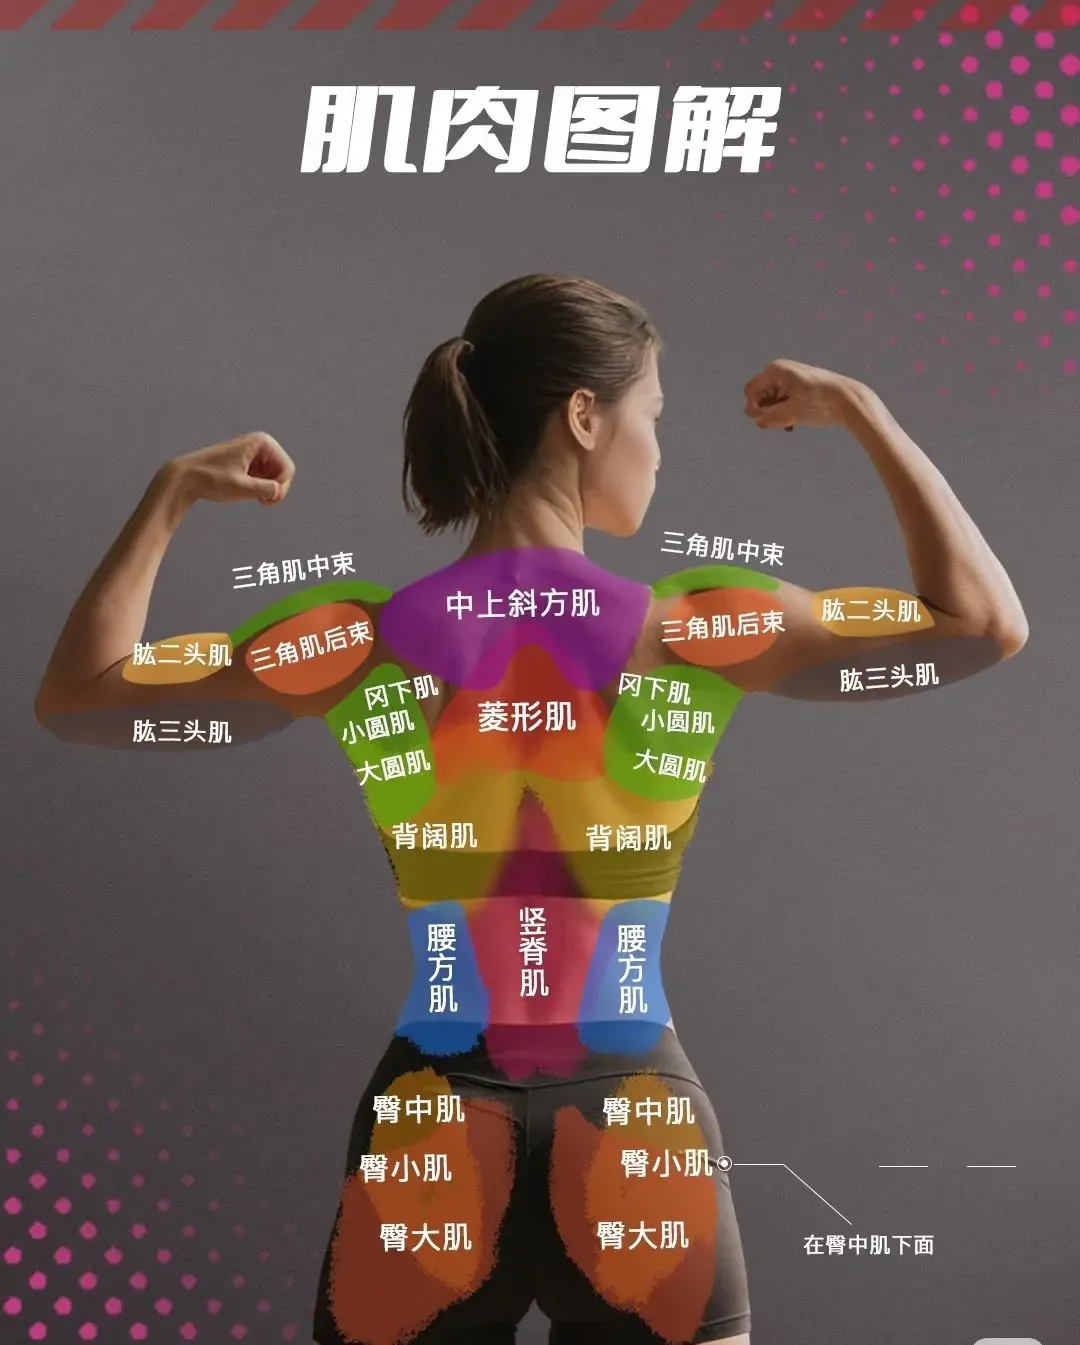 肌肉图解
三角肌中束
三角肌中束
中上斜方肌
肱二头肌
三角肌后束
三角肌后束
肱二头肌
肱三头肌
冈下肌
小圆肌
大圆肌
菱形肌
冈下肌
小圆肌
大圆肌
肱三头肌
背阔肌
背阔肌
腰方肌
竖脊肌
腰方肌
臀中肌
臀中肌
臀小肌
臀小肌
臀大肌
臀大肌
在臀中肌下面